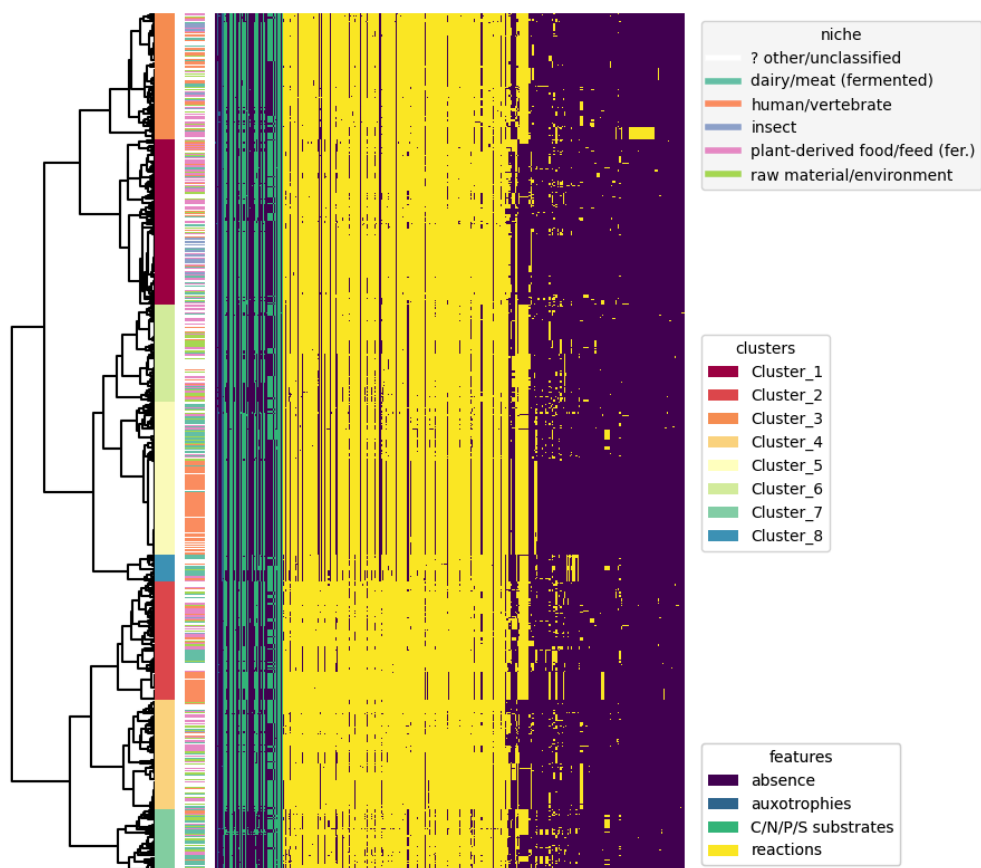 niche
? other/unclassified
dairy/meat (fermented)
human/vertebrate
insect
plant-derived food/feed (fer.)
raw material/environment
clusters
Cluster_1
Cluster_2
Cluster_3
Cluster_4
Cluster_5
Cluster_6
Cluster_7
Cluster_8
features
absence
auxotrophies
C/N/P/S substrates
reactions